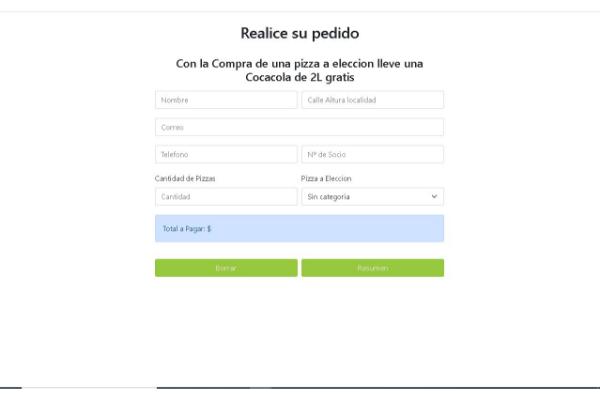 Realice su pedido
Con la Compra de una pizza a eleccion lleve una
Cocacola de 2L gratis
Nombre
Calle Altura localidad
Correo
Telefono
Nº de Socio
Cantidad de Pizzas
Pizza a Eleccion
Cantidad
Sin categoria
Total a Pagar: $
Borrar
Resumen